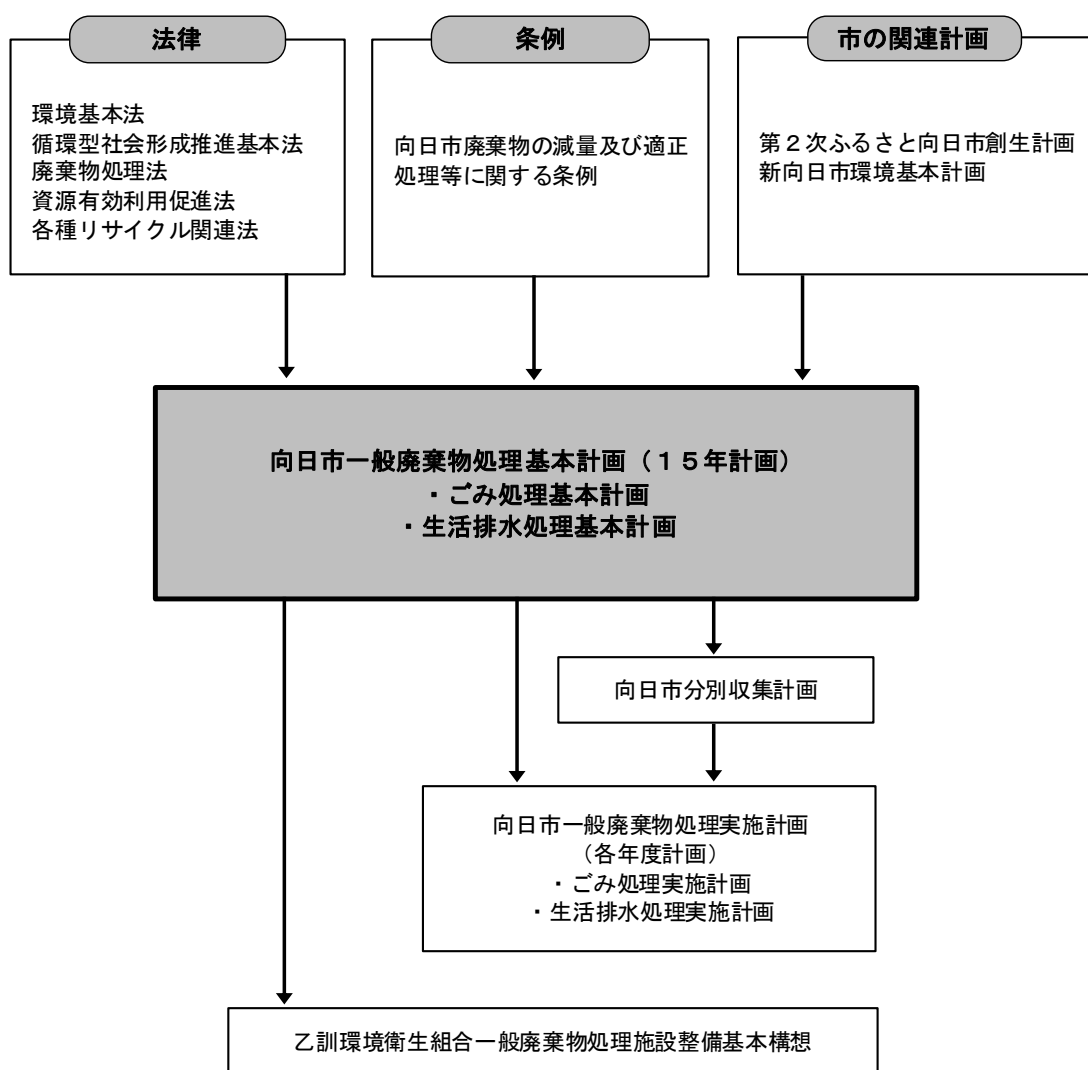 法律
環境基本法
循環型社会形成推進基本法
廃棄物処理法
資源有効利用促進法
各種リサイクル関連法
条例
向日市廃棄物の減量及び適正
処理等に関する条例
市の関連計画
第2次ふるさと向日市創生計画
新向日市環境基本計画
向日市一般廃棄物処理基本計画（15年計画）
・ごみ処理基本計画
・生活排水処理基本計画
向日市分別収集計画
向日市一般廃棄物処理実施計画
（各年度計画）
・ごみ処理実施計画
・生活排水処理実施計画
乙訓環境衛生組合一般廃棄物処理施設整備基本構想